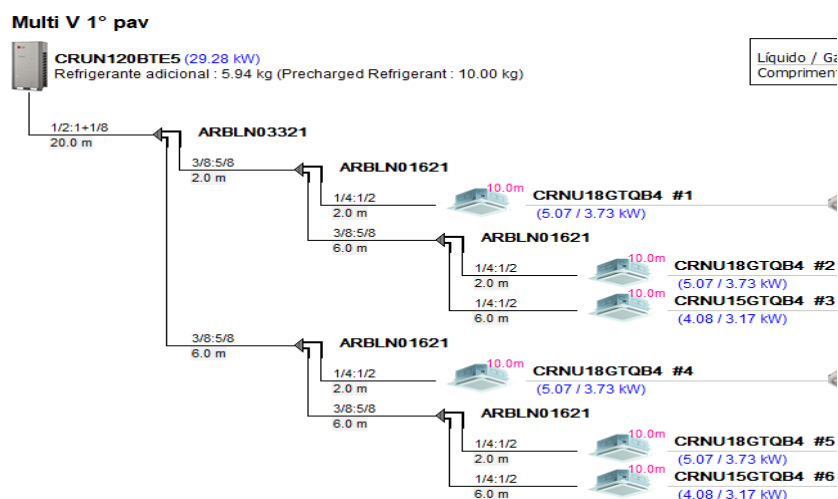 Multi V 1° pav
CRUN120BTE5 (29.28 kW)
Refrigerante adicional : 5.94 kg (Precharged Refrigerant : 10.00 kg)
Líquido / 
Comprimen
1/2:1+1/8
20.0 m
ARBLN03321
3/8:5/8
2.0 m
ARBLN01621
1/4:1/2
2.0 m
10.0m
CRNU18GTQB4 #1
(5.07 / 3.73 kW)
3/8:5/8
6.0 m
ARBLN01621
1/4:1/2
2.0 m
10.0m
CRNU18GTQB4 #2
(5.07 / 3.73 kW)
1/4:1/2
6.0 m
10.0m
CRNU15GTQB4 #3
(4.08 / 3.17 kW)
3/8:5/8
6.0 m
ARBLN01621
1/4:1/2
2.0 m
10.0m
CRNU18GTQB4 #4
(5.07 / 3.73 kW)
3/8:5/8
6.0 m
ARBLN01621
1/4:1/2
2.0 m
10.0m
CRNU18GTQB4 #5
(5.07 / 3.73 kW)
1/4:1/2
6.0 m
10.0m
CRNU15GTQB4 #6
(4.08 / 3.17 kW)